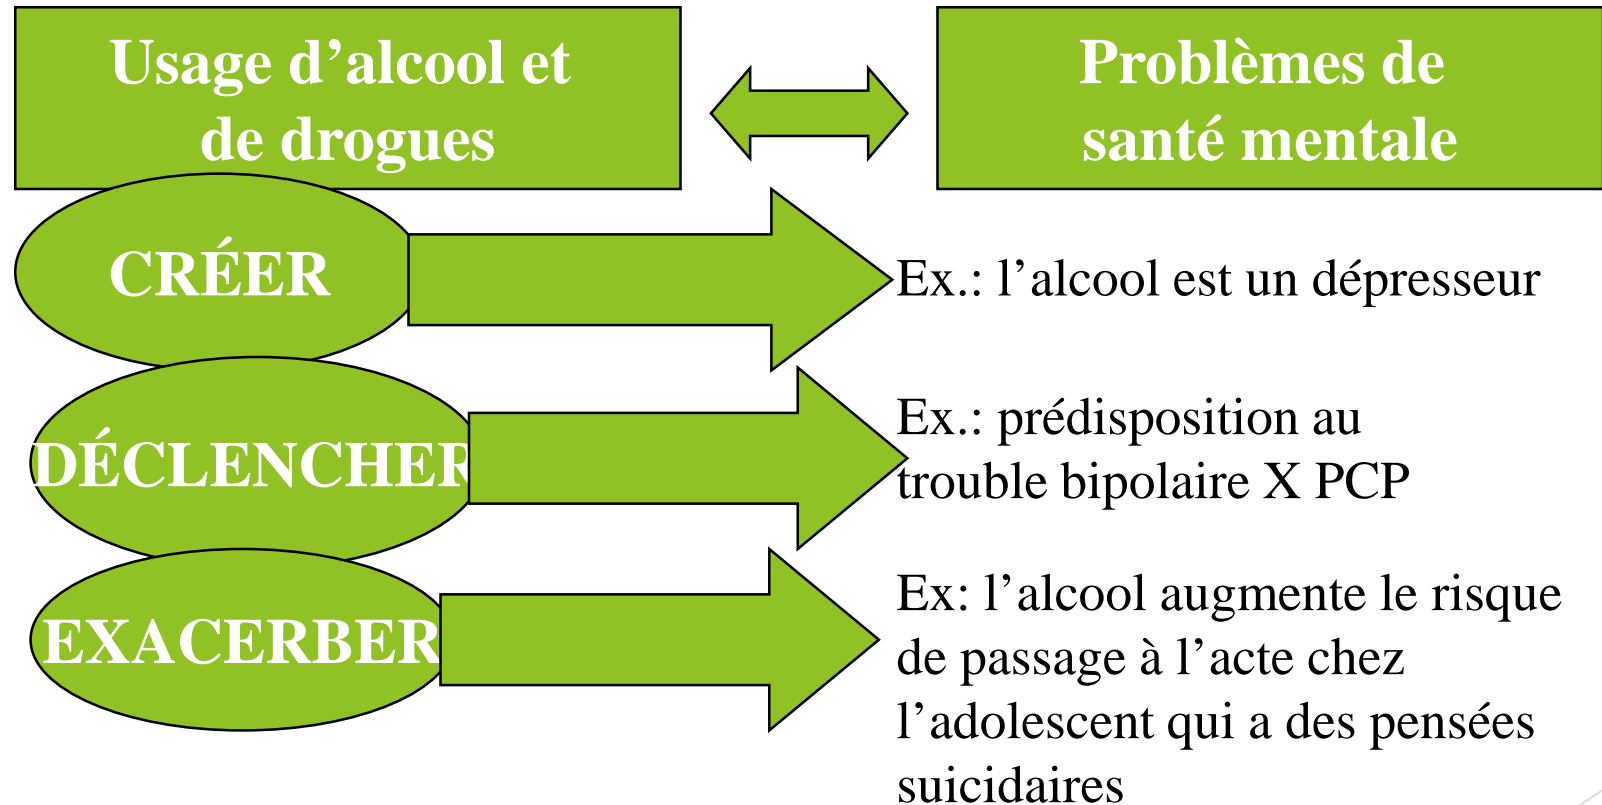 Usage d’alcool et
de drogues
Problèmes de
santé mentale
CRÉER
Ex.: l’alcool est un dépresseur
DÉCLENCHER
Ex.: prédisposition au
trouble bipolaire X PCP
EXACERBER
Ex: l’alcool augmente le risque
de passage à l’acte chez
l’adolescent qui a des pensées
suicidaires